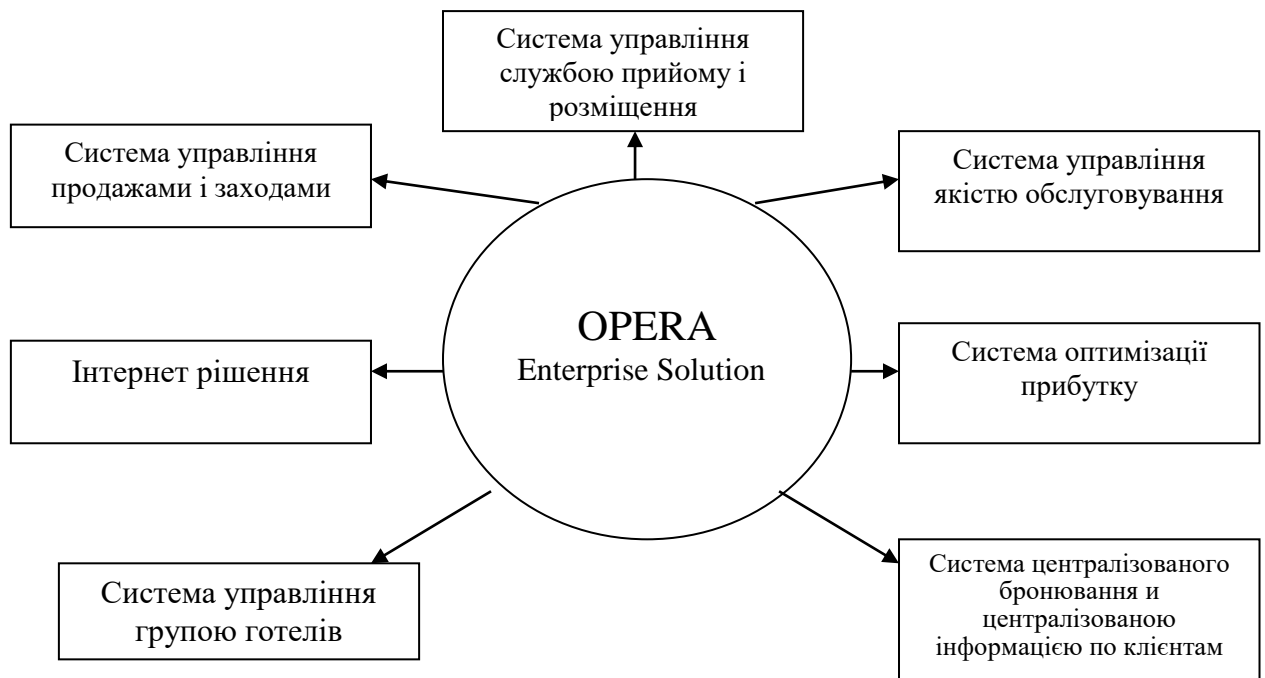 Система управління
службою прийому і
розміщення
Система управління
продажами і заходами
Система управління
якістю обслуговування
OPERA
Enterprise Solution
Інтернет рішення
Система оптимізації
прибутку
Система управління
групою готелів
Система централізованого
бронювання и
централізованою
інформацією по клієнтам